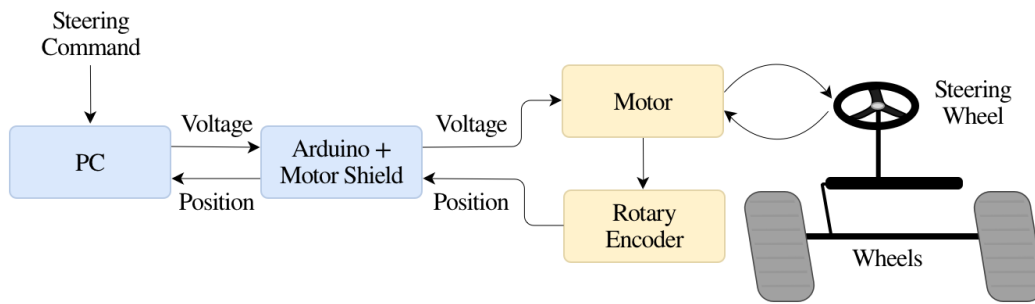 Steering
Command
PC
Voltage
Position
Arduino +
Motor Shield
Voltage
Position
Motor
Rotary
Encoder
Steering
Wheel
Wheels